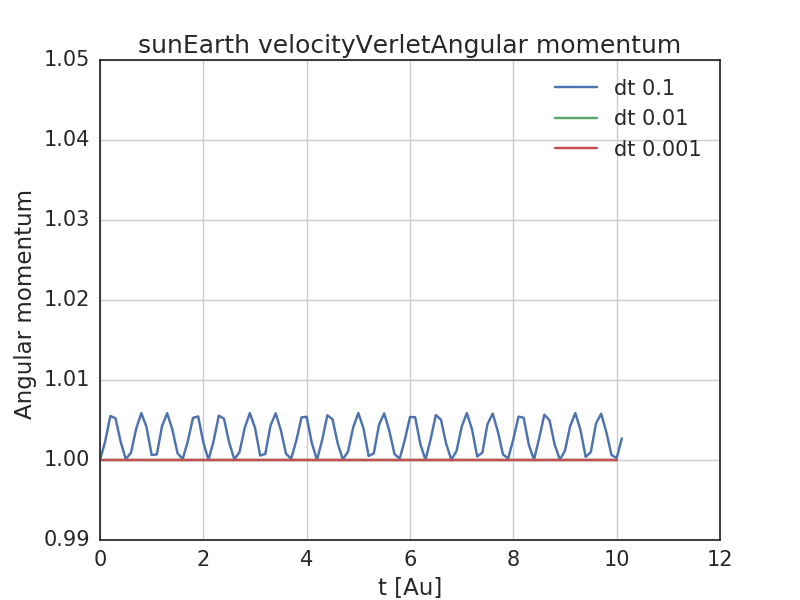 sunEarth velocityVerletAngular momentum
1.05
1.04
1.03
1.02
1.01
1.00
0.99
Angular momentum
dt 0.1
dt 0.01
dt 0.001
0 2 4 6 8 10 12
t [Au]